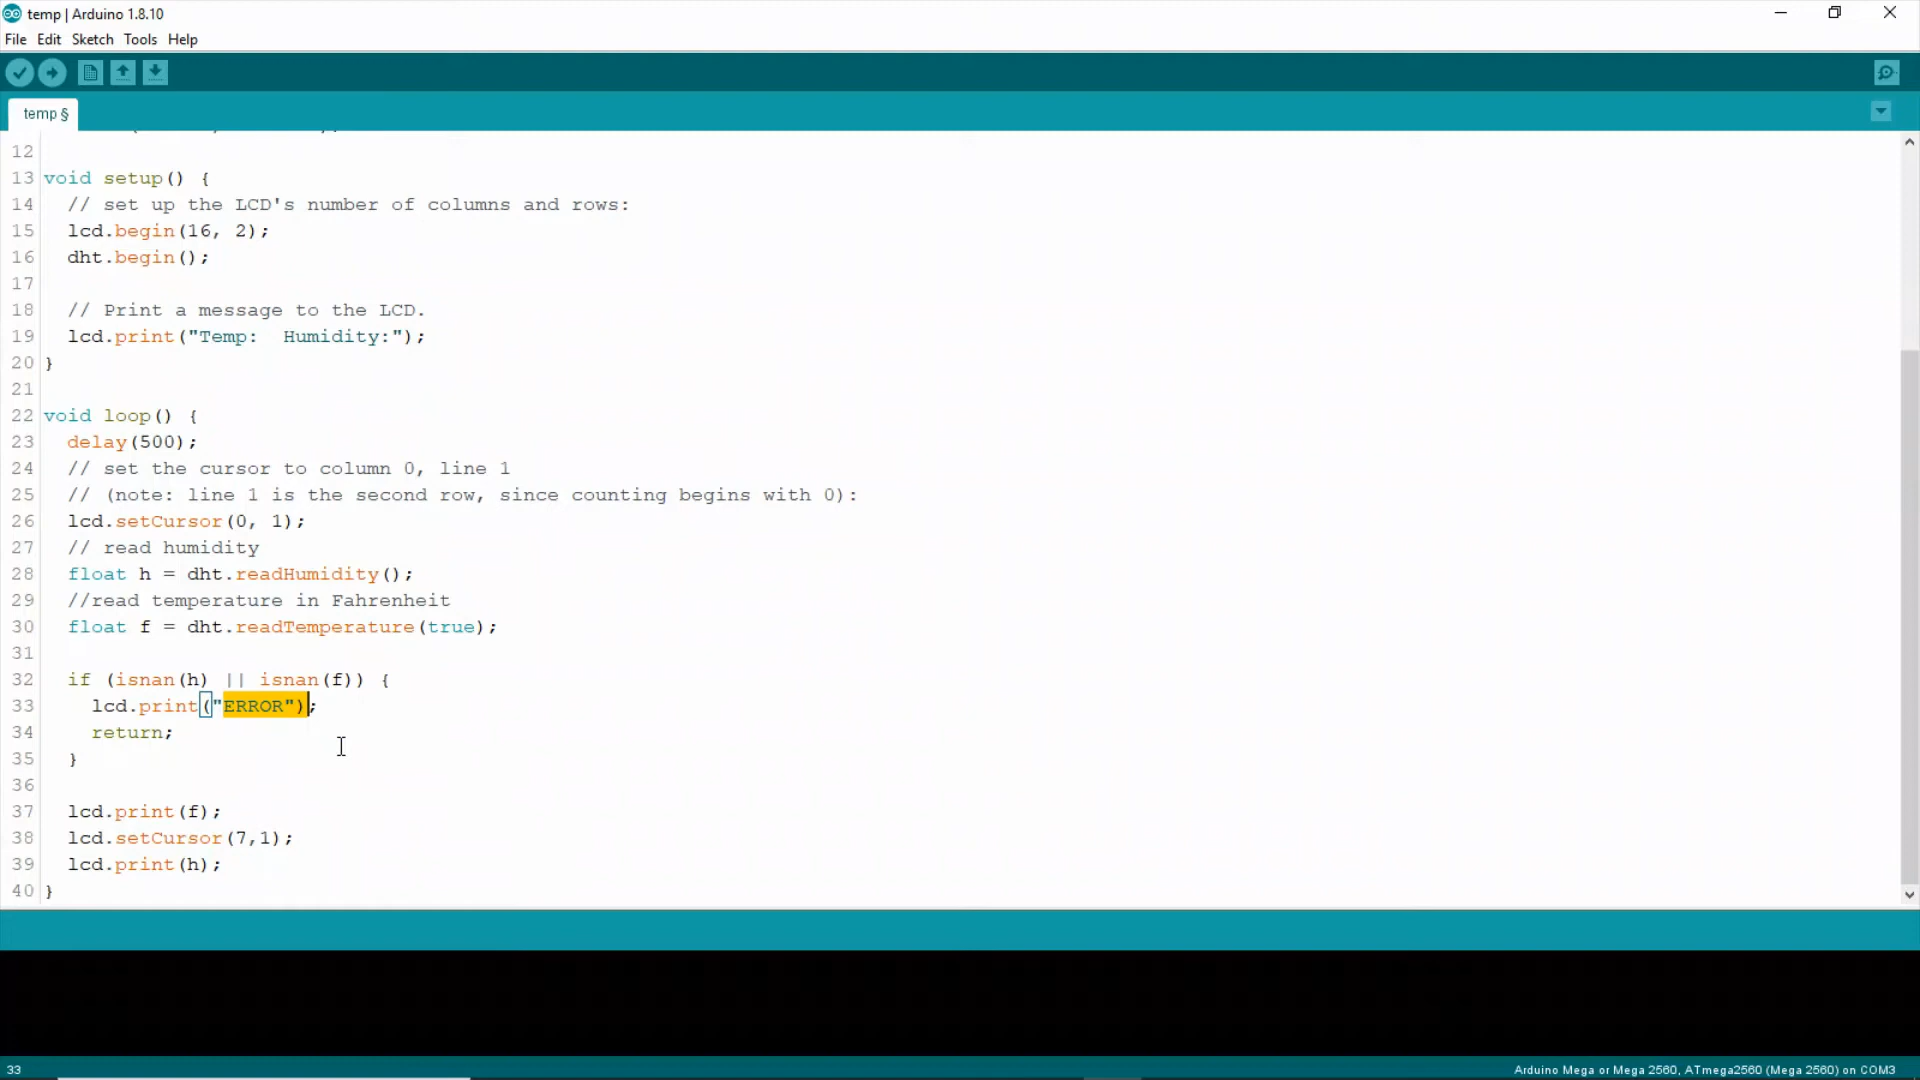 temp | Arduino 1.8.10
File Edit Sketch Tools Help
temp §
12
13 void setup() {
14   // set up the LCD's number of columns and rows:
15   lcd.begin(16, 2);
16   dht.begin();
17
18   // Print a message to the LCD.
19   lcd.print("Temp:  Humidity:");
20 }
21
22 void loop() {
23   delay(500);
24   // set the cursor to column 0, line 1
25   // (note: line 1 is the second row, since counting begins with 0):
26   lcd.setCursor(0, 1);
27   // read humidity
28   float h = dht.readHumidity();
29   //read temperature in Fahrenheit
30   float f = dht.readTemperature(true);
31
32   if (isnan(h) || isnan(f)) {
33     lcd.print("ERROR");
34     return;
35   }
36
37   lcd.print(f);
38   lcd.setCursor(7,1);
39   lcd.print(h);
40 }
33 Arduino Mega or Mega 2560, ATmega2560 (Mega 2560) on COM3